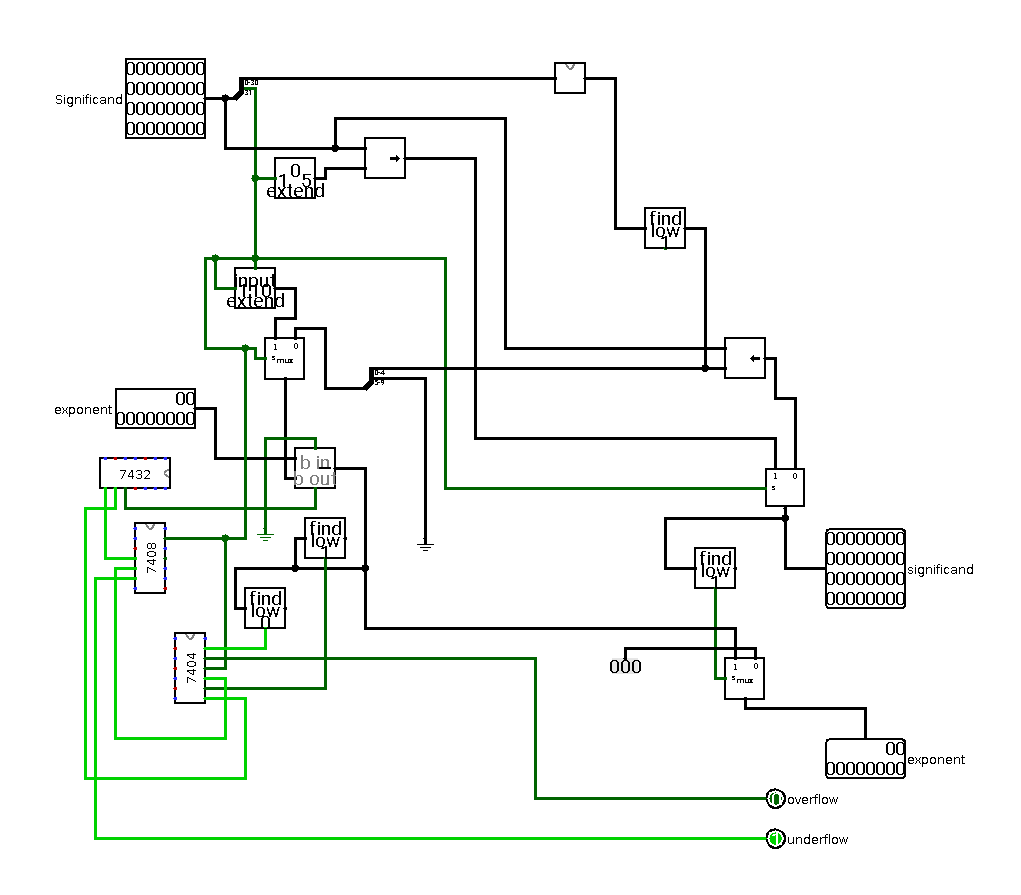 00000000
00000000
00000000
00000000
Significand
0-30
31
1 0 5
extend
find
low
1
input
1:10
extend
1 0
s mux
0-4
5-9
exponent
00
00000000
b in
b out
7432
7408
find
low
1
find
low
0
7404
1 0
s
find
low
1
00000000
00000000
00000000
00000000
significand
000
1 0
s mux
00
00000000
exponent
0 overflow
1 underflow